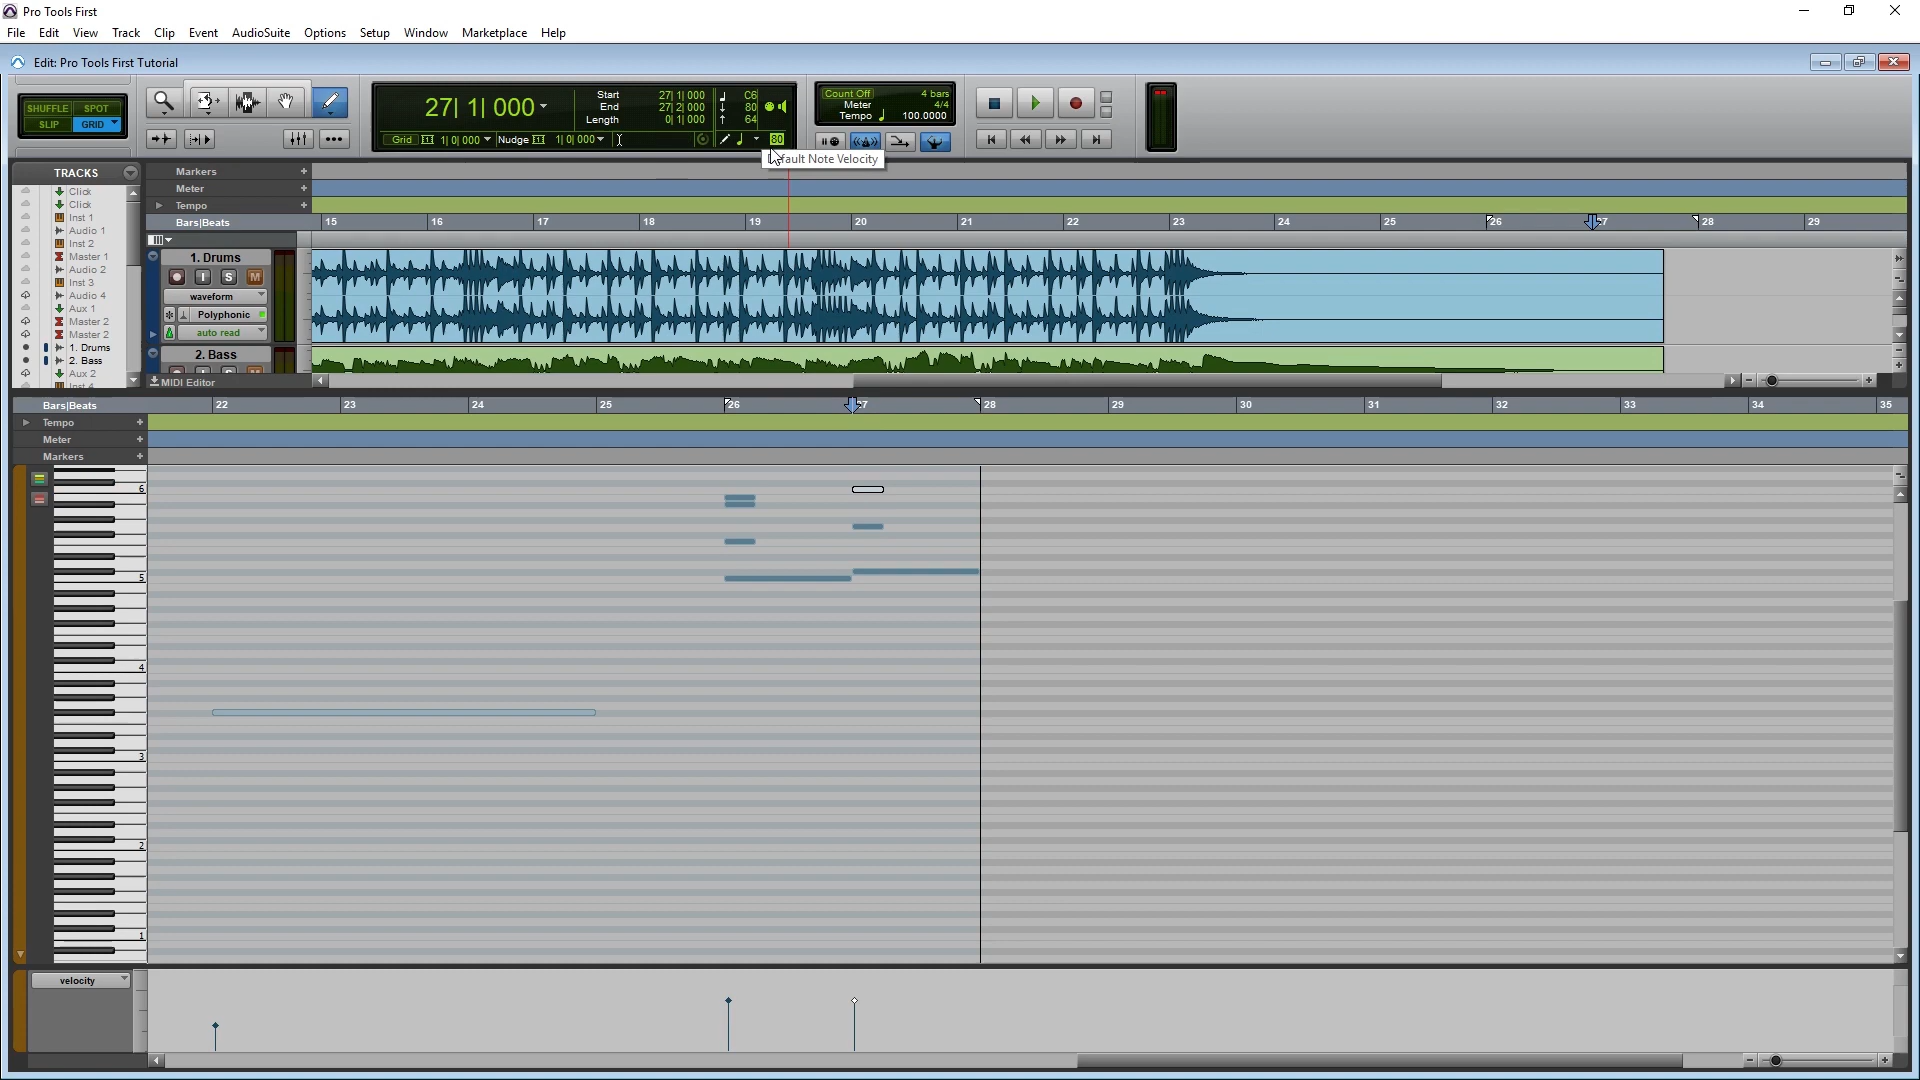 Pro Tools First
File Edit View Track Clip Event AudioSuite Options Setup Window Marketplace Help
Edit: Pro Tools First Tutorial
SHUFFLE SPOT
SLIP GRID
27| 1| 000
Start 27| 1| 000
End 27| 2| 000
Length 0| 1| 000
C6
80
64
Grid 1| 0| 000 Nudge 1| 0| 000
80
Count Off 4 bars
Meter 4/4
Tempo 100.0000
fault Note Velocity
TRACKS
Click
Click
Inst 1
Audio 1
Inst 2
Master 1
Audio 2
Inst 3
Audio 4
Aux 1
Master 2
Master 2
1. Drums
2. Bass
Aux 2
Inst 4
Markers
Meter
Tempo
Bars|Beats
15 16 17 18 19 20 21 22 23 24 25 26 27 28 29
1. Drums
I S M
waveform
Polyphonic
auto read
2. Bass
MIDI Editor
Bars|Beats
22 23 24 25 26 27 28 29 30 31 32 33 34 35
Tempo
Meter
Markers
6
5
4
3
2
1
velocity